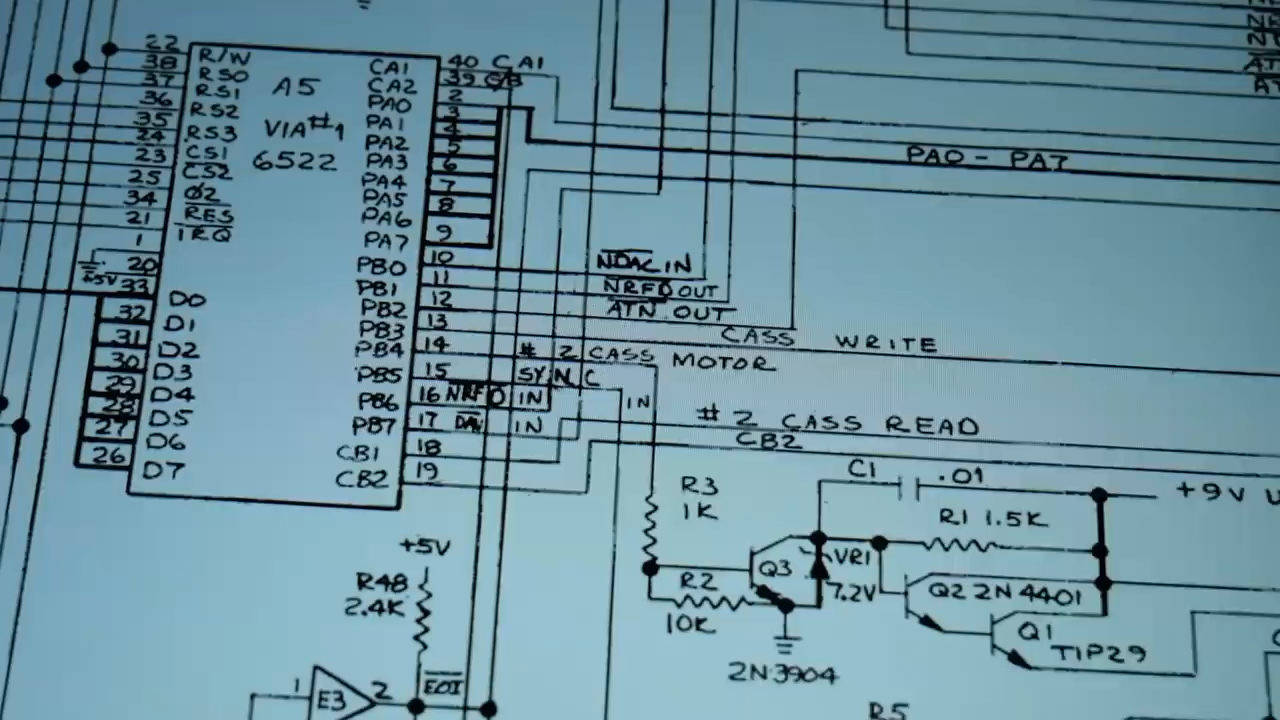 22
38
37
36
35
24
23
25
34
21
1
20
+5V
33
32
31
30
29
28
27
26
R/W
RS0
RS1
RS2
RS3
CS1
CS2
Ø2
RES
IRQ
D0
D1
D2
D3
D4
D5
D6
D7
A5
VIA#1
6522
CA1
CA2
PA0
PA1
PA2
PA3
PA4
PA5
PA6
PA7
PB0
PB1
PB2
PB3
PB4
PB5
PB6
PB7
CB1
CB2
40 CA1
39
2
3
4
5
6
7
8
9
10
11
12
13
14
15
16
17
18
19
PA0 - PA7
NDAC IN
NRFD OUT
ATN OUT
CASS WRITE
# 2 CASS MOTOR
SYNC
IN
NRFD IN
DAV IN
# 2 CASS READ
CB2
C1 .01
+9V U
R3
1K
R1 1.5K
Q3
VR1
7.2V
R2
10K
Q2 2N4401
Q1
TIP29
2N3904
+5V
R48
2.4K
1 E3 2
EOI
R5